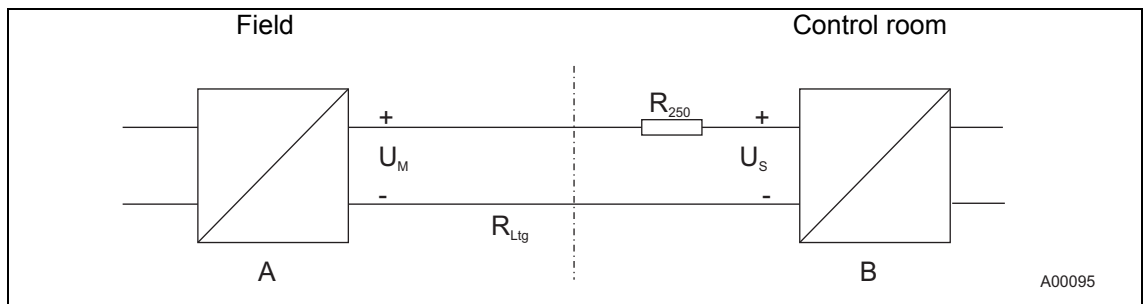 Field Control room
R250
+ +
UM US
- -
RLtg
A B
A00095